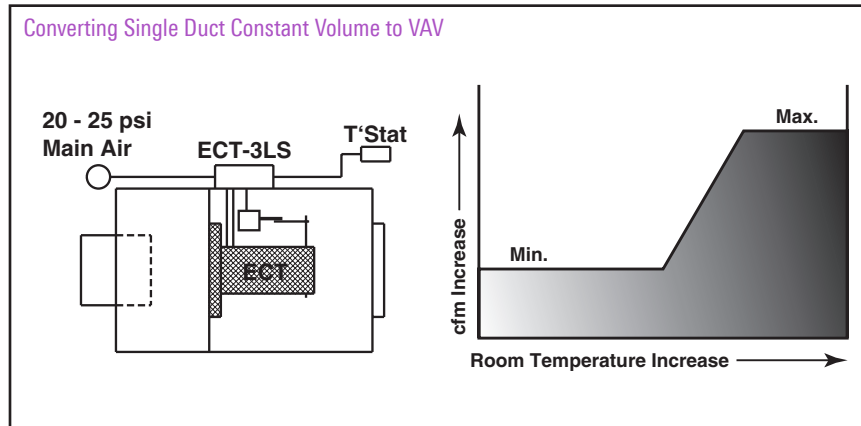 Converting Single Duct Constant Volume to VAV
20 - 25 psi
Main Air
ECT-3LS
T‘Stat
ECT
Max.
Min.
cfm Increase
Room Temperature Increase